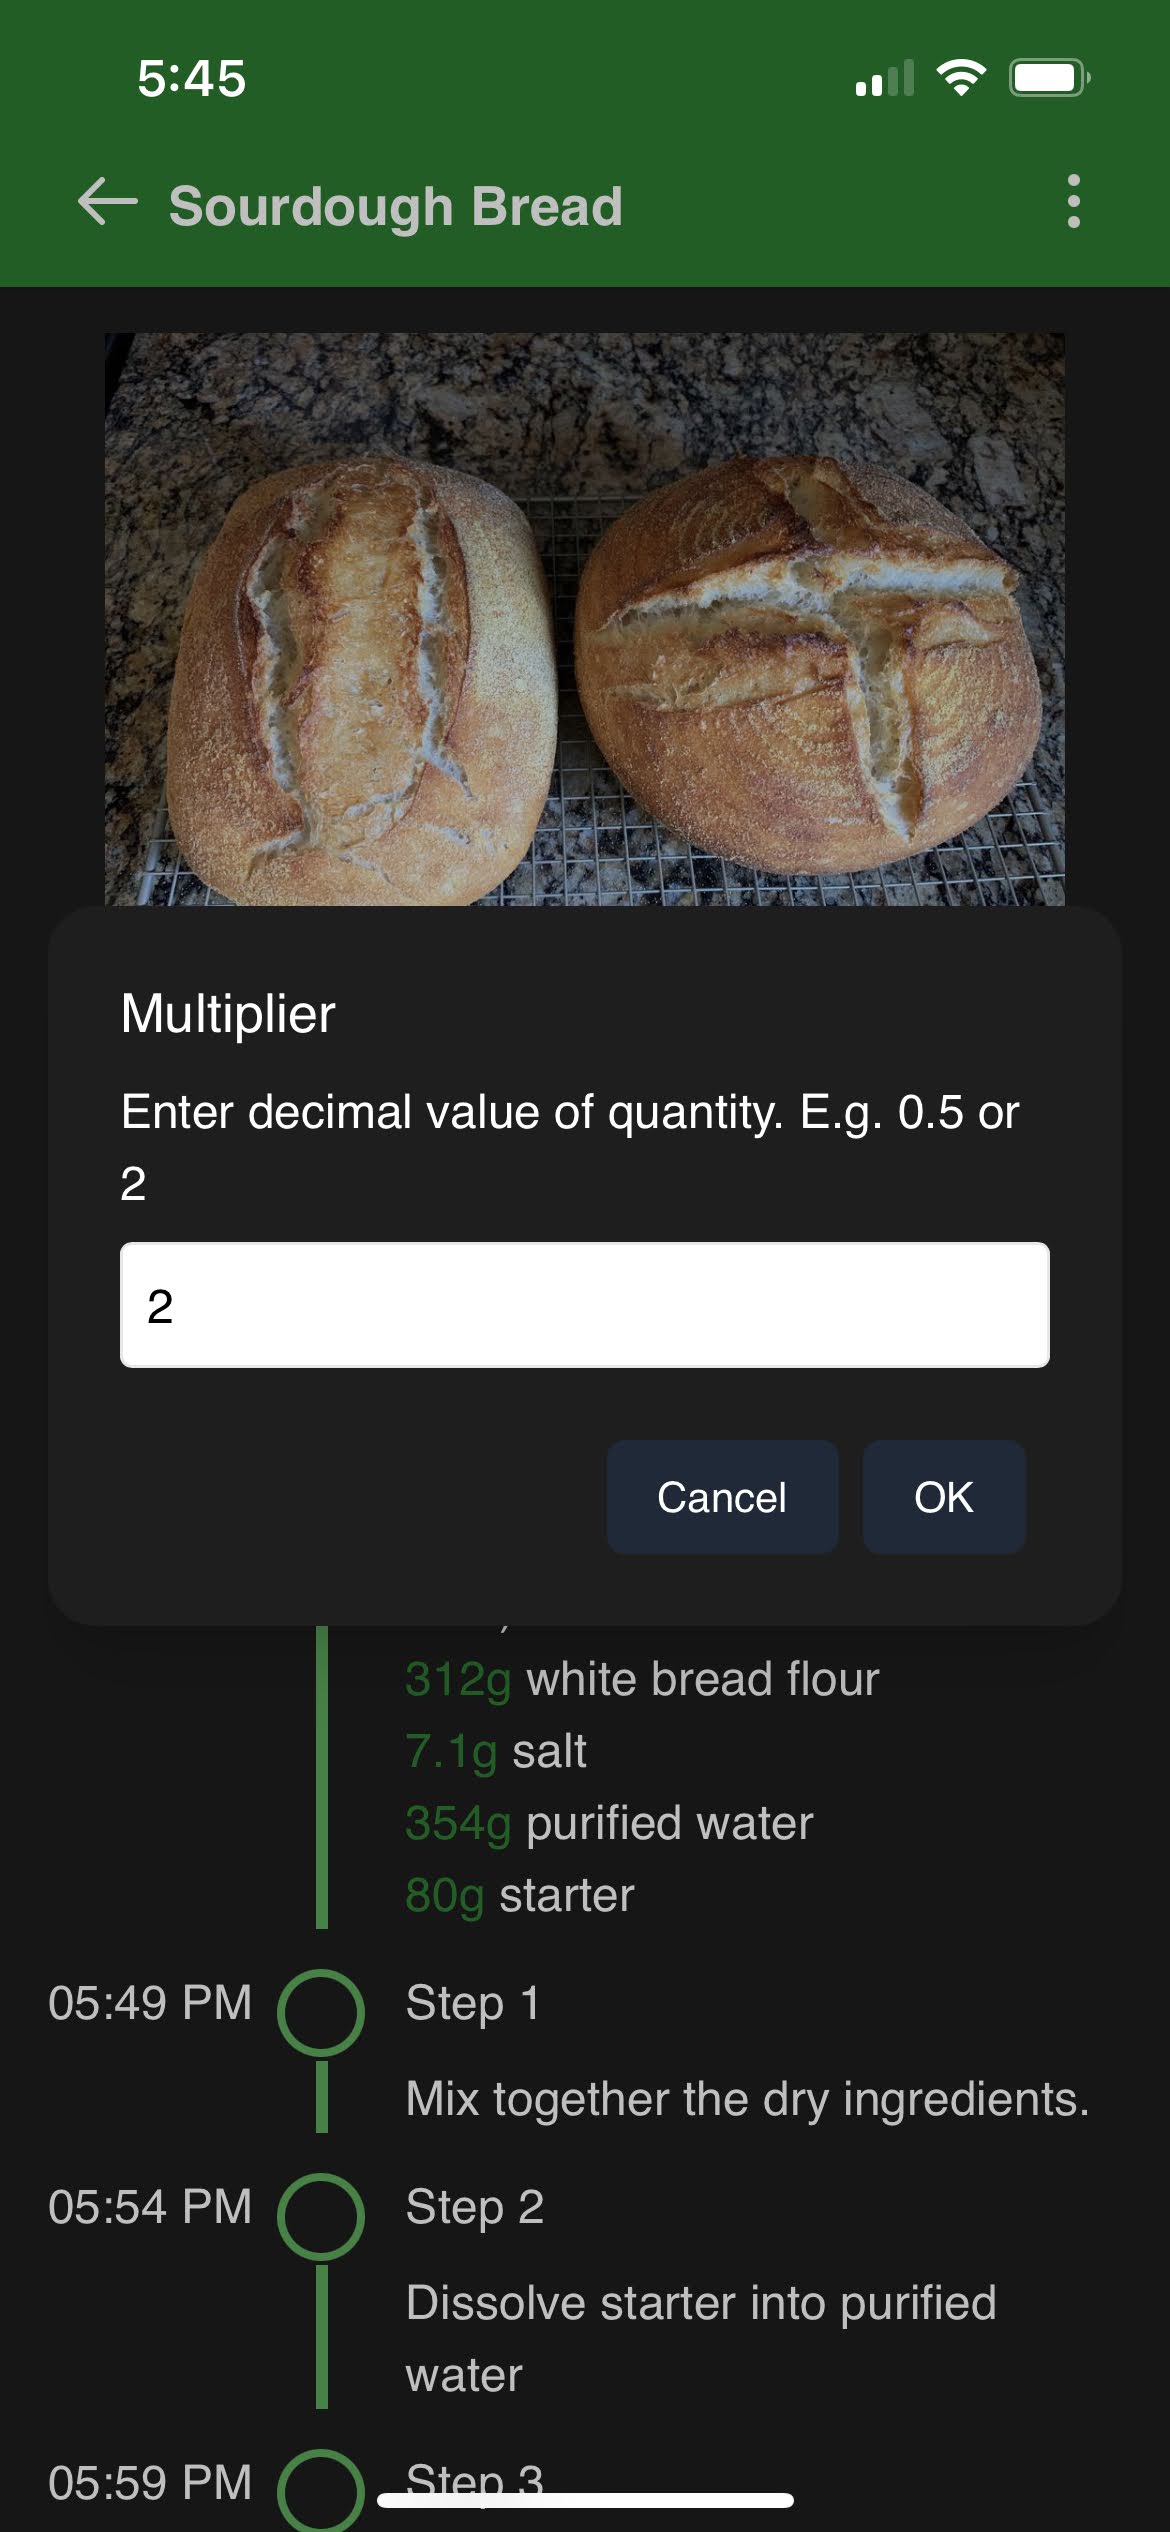 5:45
Sourdough Bread
Multiplier
Enter decimal value of quantity. E.g. 0.5 or
2
2
Cancel
OK
312g white bread flour
7.1g salt
354g purified water
80g starter
05:49 PM
Step 1
Mix together the dry ingredients.
05:54 PM
Step 2
Dissolve starter into purified
water
05:59 PM
Step 3